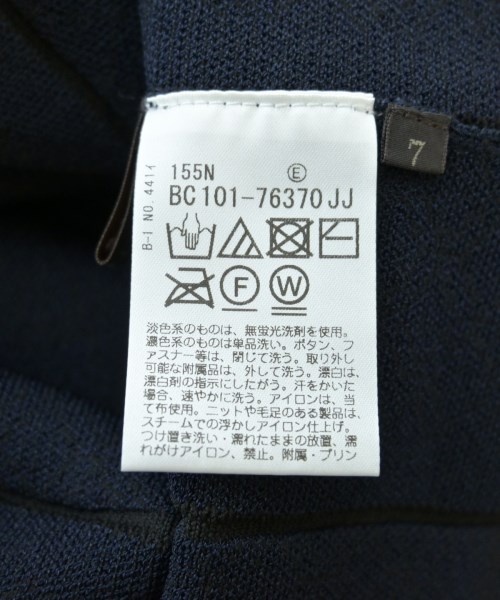 155N Ⓔ
BC101-76370JJ
B-1 NO.4411
7
Ⓕ Ⓦ
淡色系のものは、無蛍光洗剤を使用。
濃色系のものは単品洗い。ボタン、フ
ァスナー等は、閉じて洗う。取り外し
可能な付属品は、外して洗う。漂白は、
漂白剤の指示にしたがう。汗をかいた
場合、速やかに洗う。アイロンは、当
て布使用。ニットや毛足のある製品は、
スチームでの浮かしアイロン仕上げ。
つけ置き洗い・濡れたままの放置、濡
れがけアイロン、禁止。附属・プリン